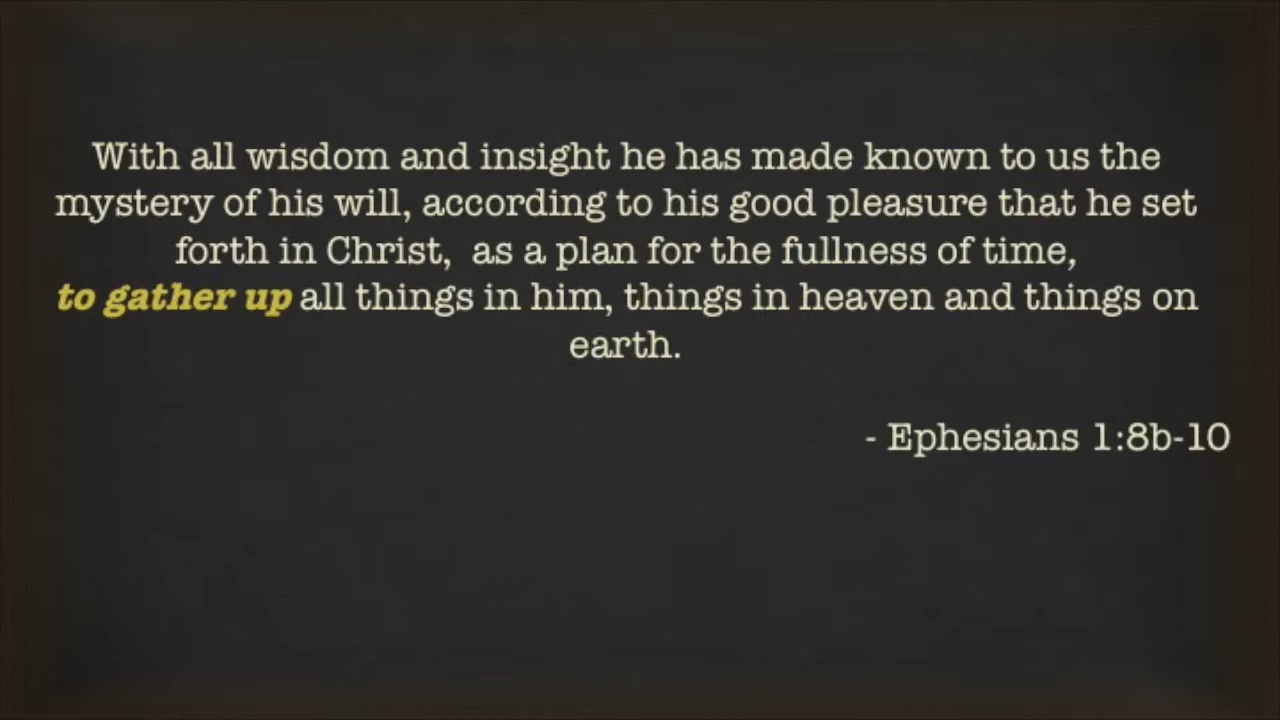 With all wisdom and insight he has made known to us the
mystery of his will, according to his good pleasure that he set
forth in Christ,  as a plan for the fullness of time,
to gather up all things in him, things in heaven and things on
earth.
- Ephesians 1:8b-10